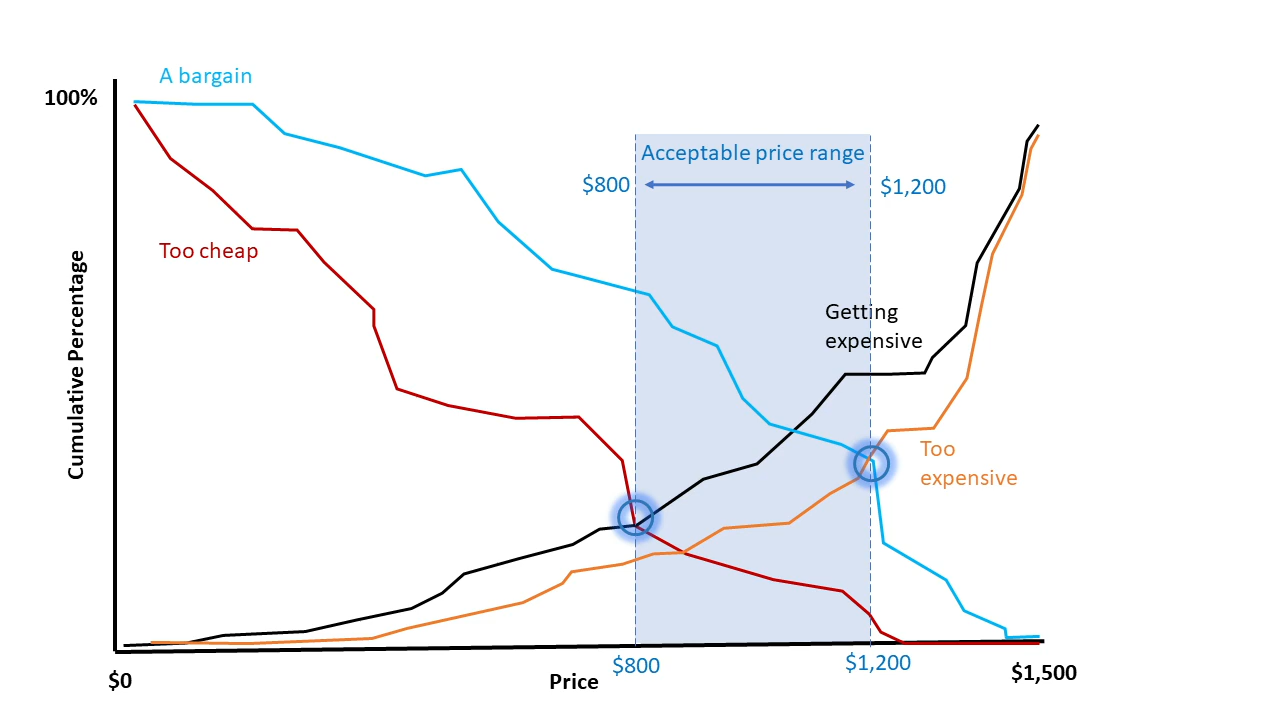 A bargain
100%
Acceptable price range
$800
$1,200
Too cheap
Getting
expensive
Cumulative Percentage
Too
expensive
$0
Price
$800
$1,200
$1,500